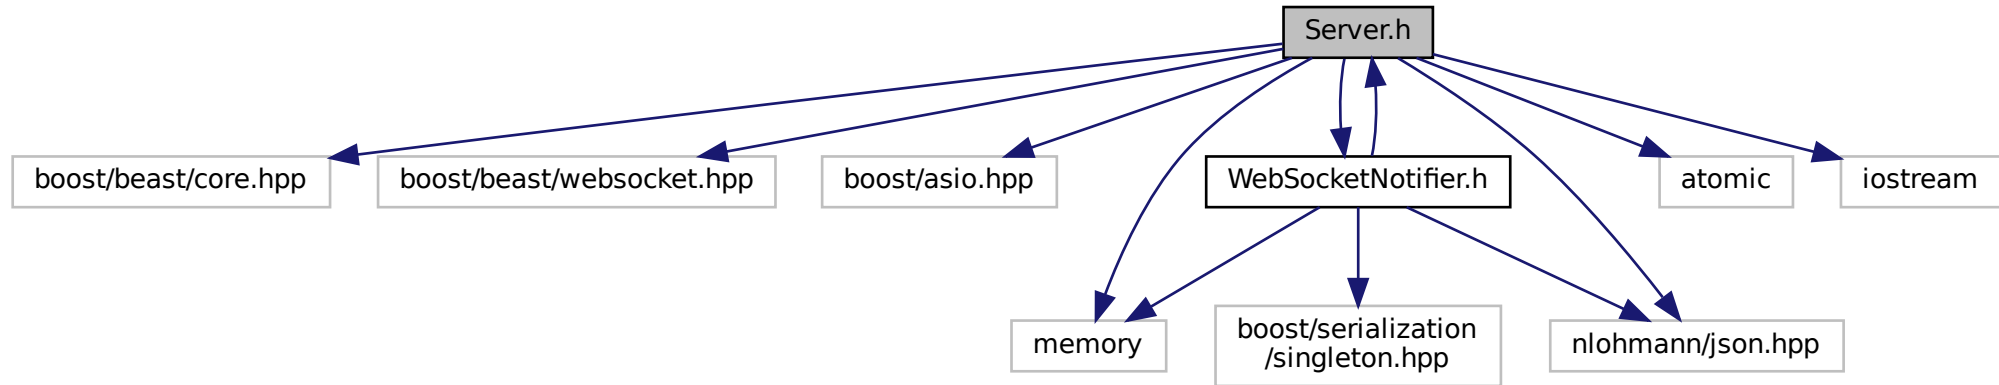 Server.h
boost/beast/core.hpp
boost/beast/websocket.hpp
boost/asio.hpp
WebSocketNotifier.h
atomic
iostream
memory
boost/serialization
/singleton.hpp
nlohmann/json.hpp